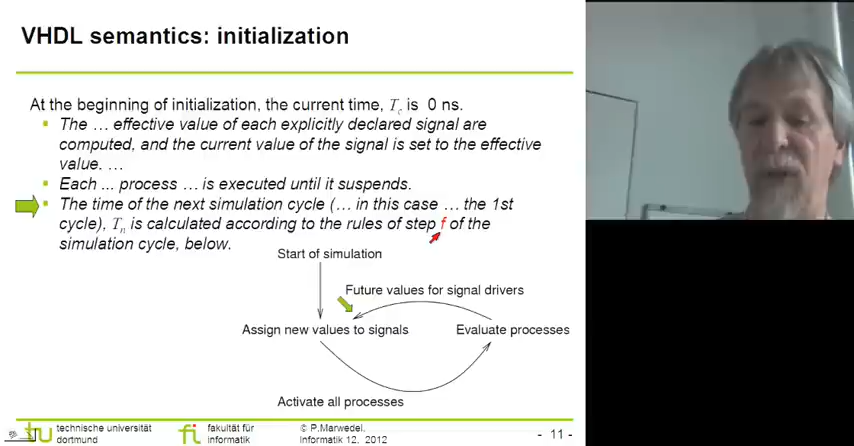 VHDL semantics: initialization
At the beginning of initialization, the current time, Tc is 0 ns.
The … effective value of each explicitly declared signal are
computed, and the current value of the signal is set to the effective
value. …
Each ... process … is executed until it suspends.
The time of the next simulation cycle (… in this case … the 1st
cycle), Tn is calculated according to the rules of step f of the
simulation cycle, below.
Start of simulation
Future values for signal drivers
Assign new values to signals
Evaluate processes
Activate all processes
tu
technische universität
dortmund
fi
fakultät für
informatik
© P.Marwedel,
Informatik 12, 2012
- 11 -